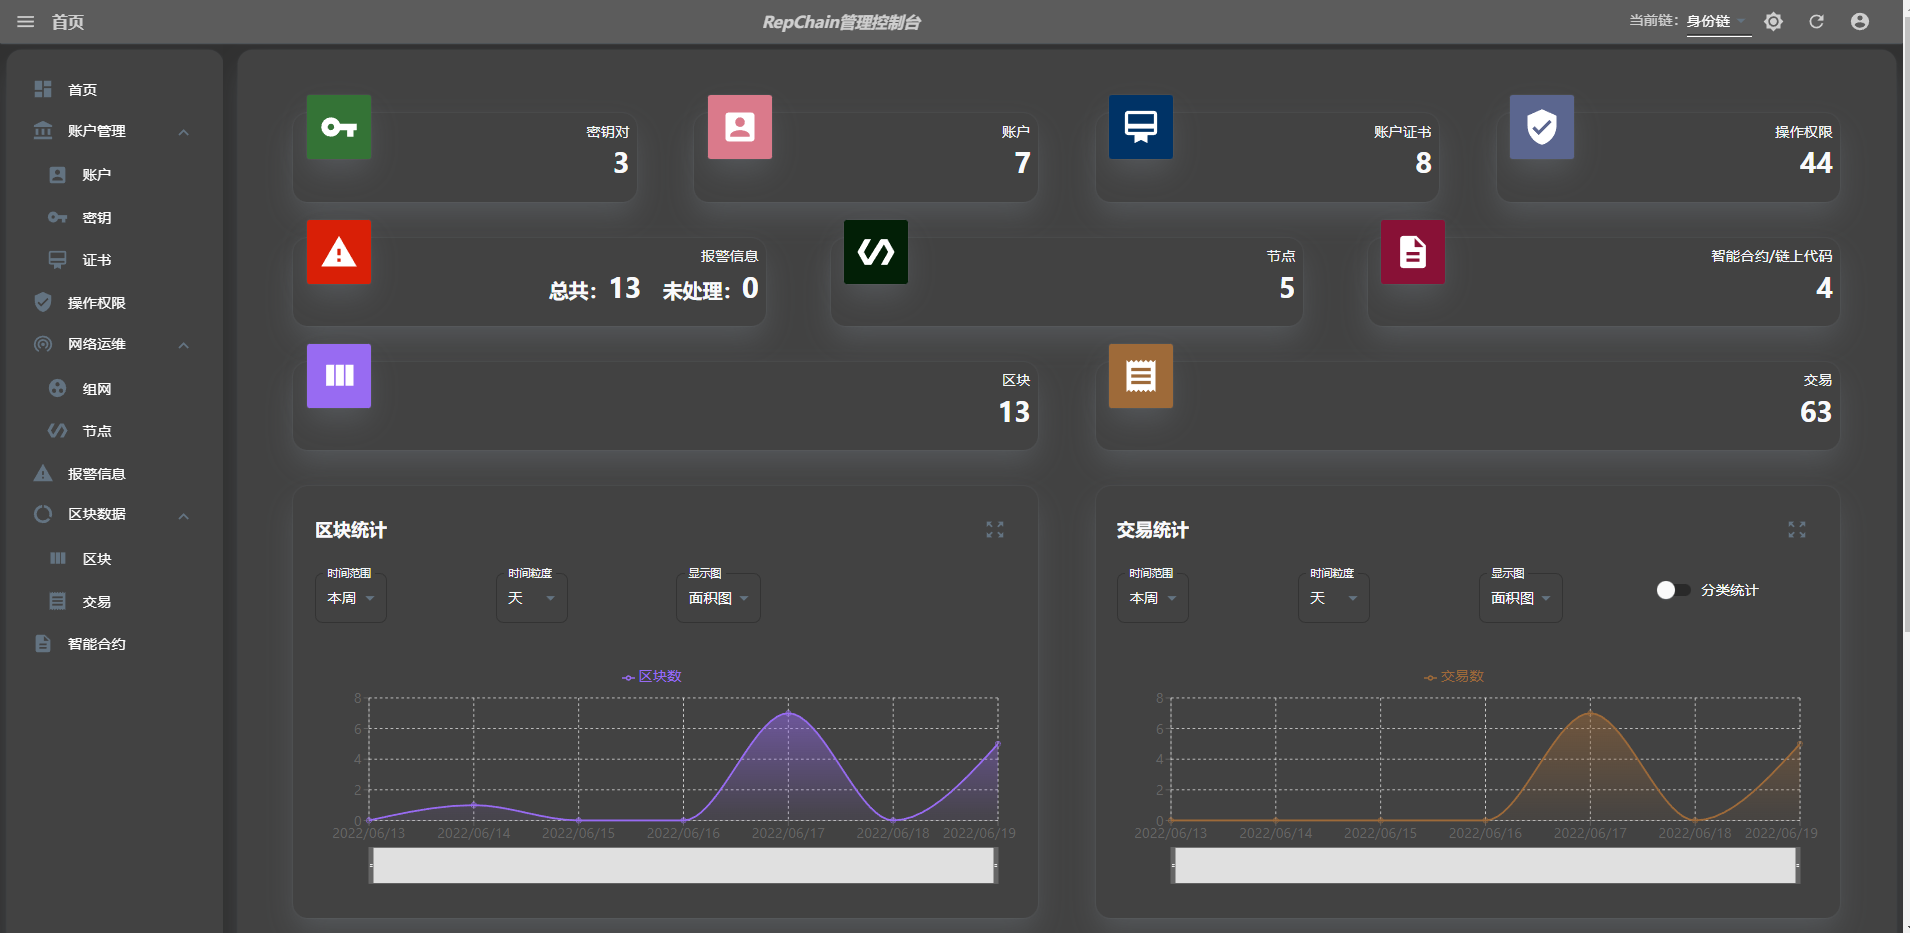 首页
RepChain管理控制台
当前链: 身份链
首页
账户管理
账户
密钥
证书
操作权限
网络运维
组网
节点
报警信息
区块数据
区块
交易
智能合约
密钥对
3
账户
7
账户证书
8
操作权限
44
报警信息
总共: 13 未处理: 0
节点
5
智能合约/链上代码
4
区块
13
交易
63
区块统计
时间范围
本周
时间粒度
天
显示图
面积图
区块数
8
6
4
2
0
2022/06/13 2022/06/14 2022/06/15 2022/06/16 2022/06/17 2022/06/18 2022/06/19
交易统计
时间范围
本周
时间粒度
天
显示图
面积图
分类统计
交易数
8
6
4
2
0
2022/06/13 2022/06/14 2022/06/15 2022/06/16 2022/06/17 2022/06/18 2022/06/19